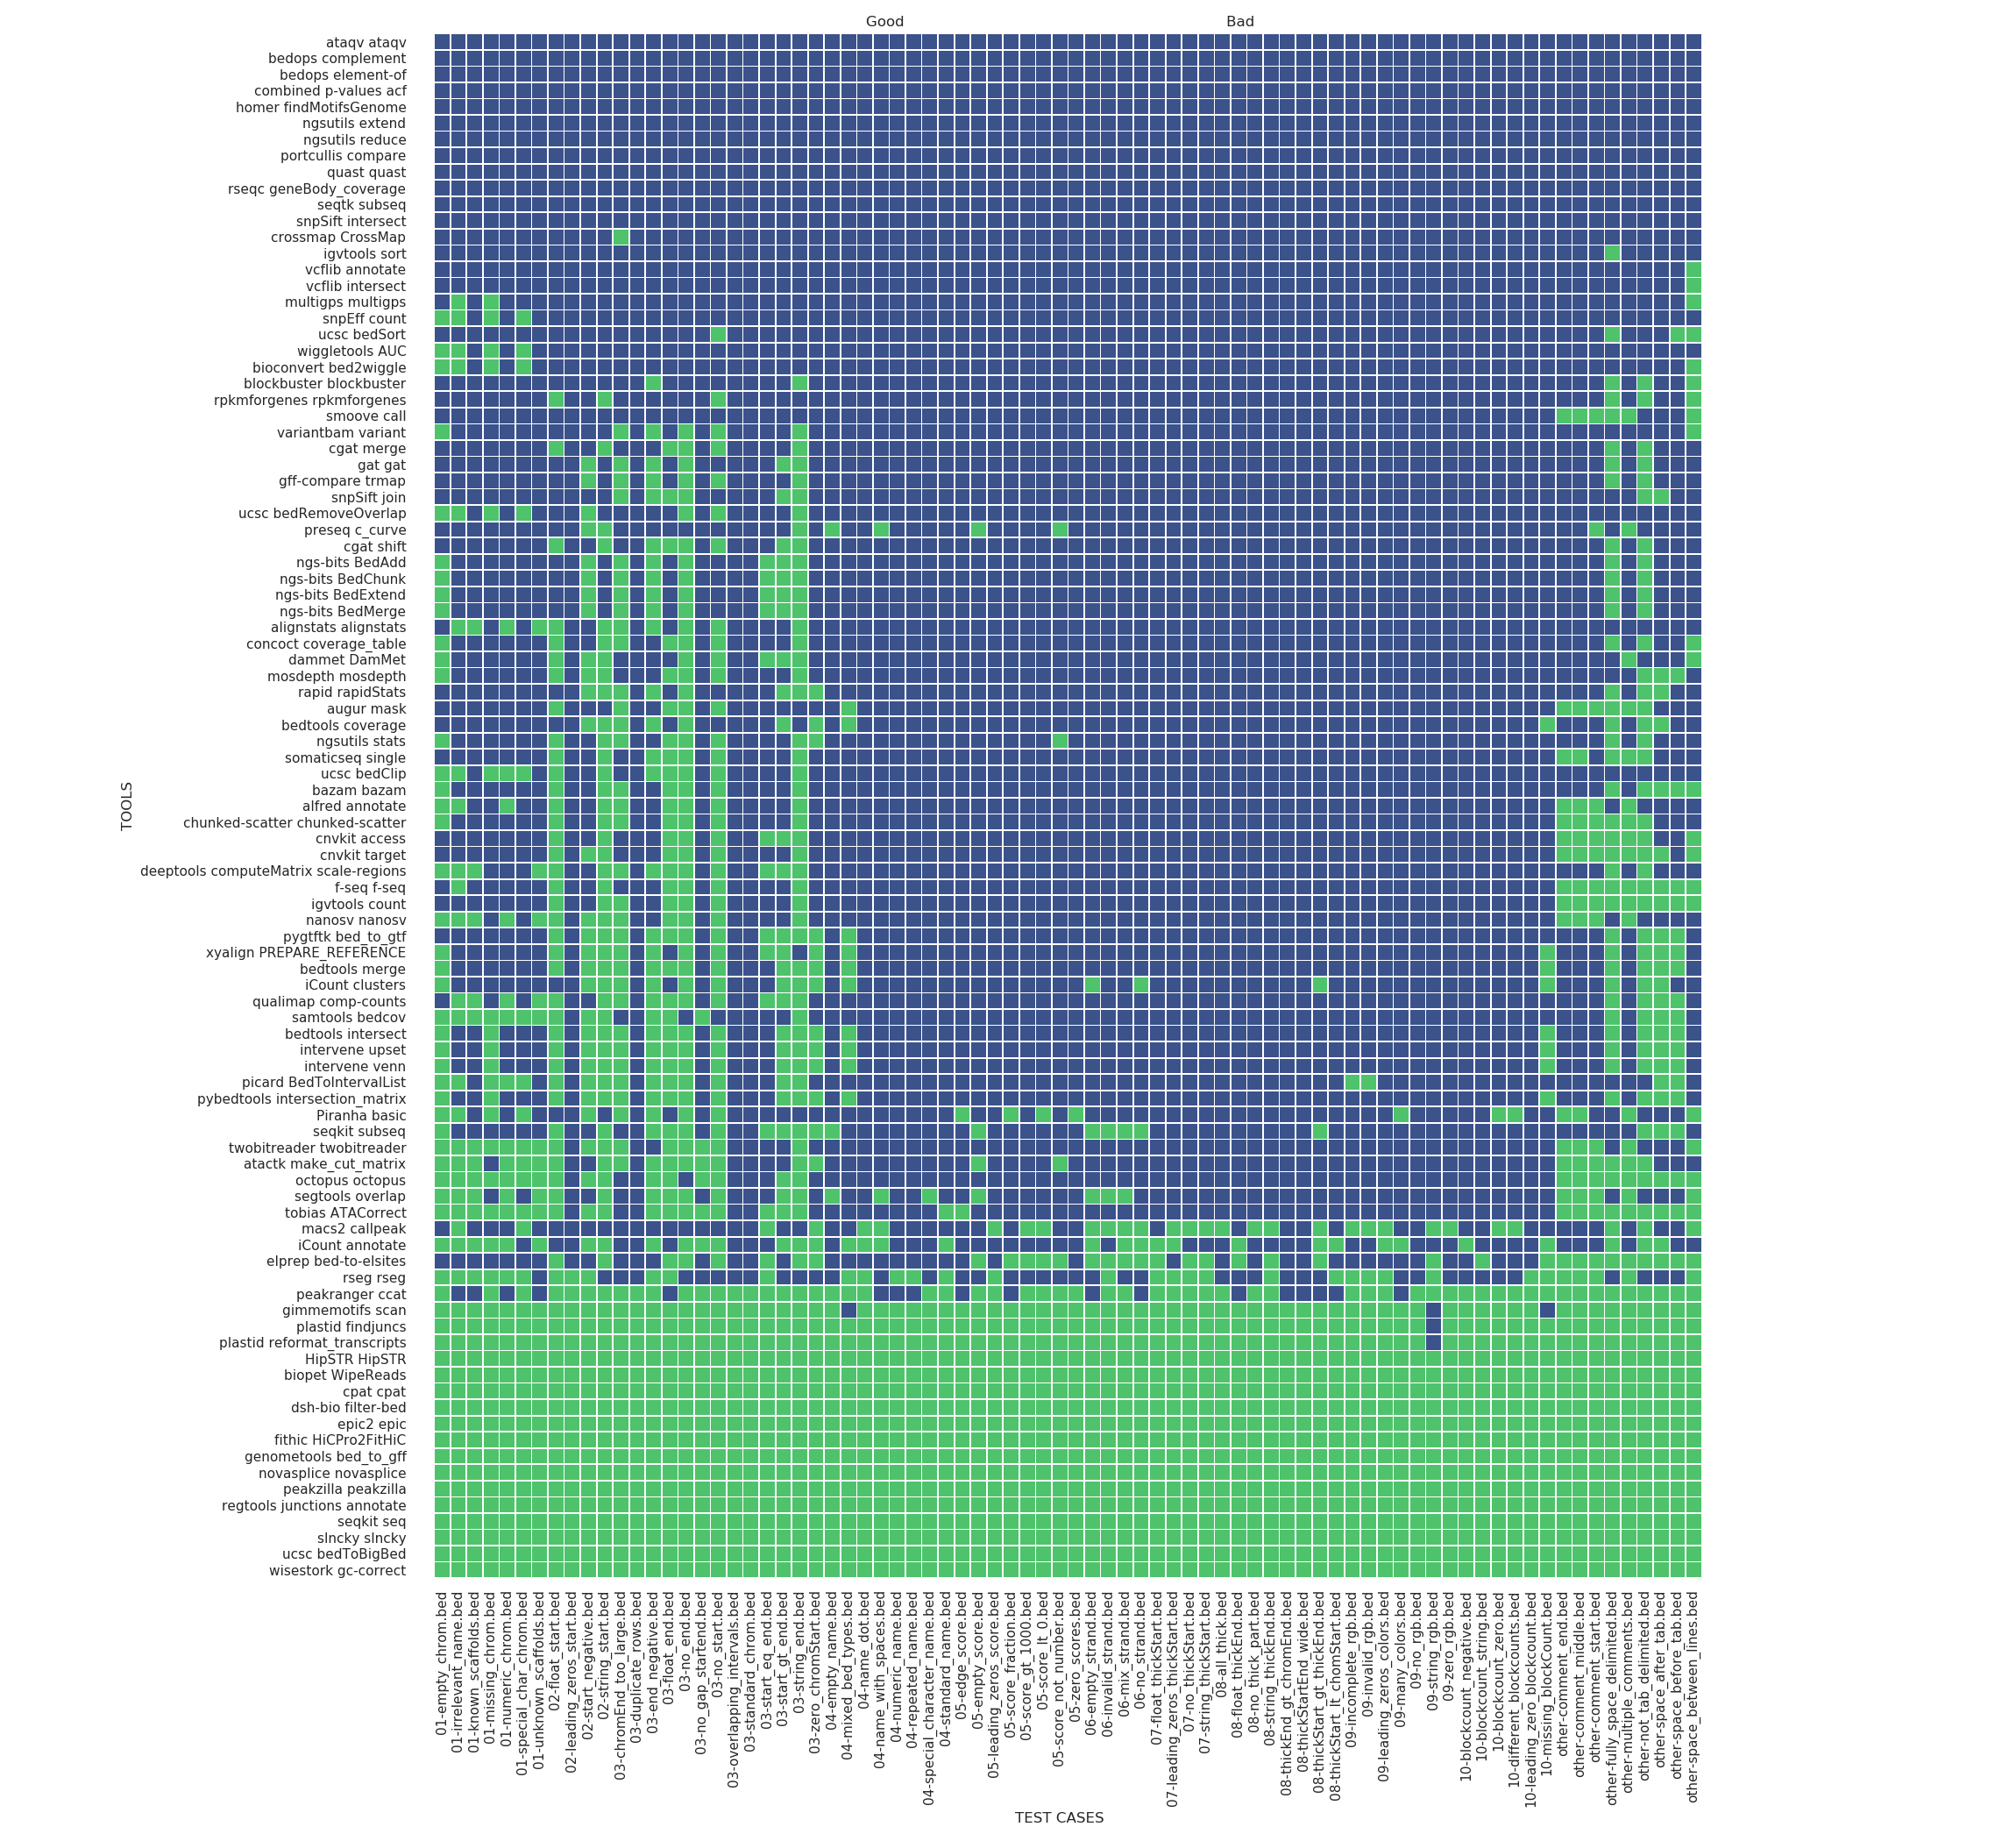 Good Bad
ataqv ataqv
bedops complement
bedops element-of
combined p-values acf
homer findMotifsGenome
ngsutils extend
ngsutils reduce
portcullis compare
quast quast
rseqc geneBody_coverage
seqtk subseq
snpSift intersect
crossmap CrossMap
igvtools sort
vcflib annotate
vcflib intersect
multigps multigps
snpEff count
ucsc bedSort
wiggletools AUC
bioconvert bed2wiggle
blockbuster blockbuster
rpkmforgenes rpkmforgenes
smoove call
variantbam variant
cgat merge
gat gat
gff-compare trmap
snpSift join
ucsc bedRemoveOverlap
preseq c_curve
cgat shift
ngs-bits BedAdd
ngs-bits BedChunk
ngs-bits BedExtend
ngs-bits BedMerge
alignstats alignstats
concoct coverage_table
dammet DamMet
mosdepth mosdepth
rapid rapidStats
augur mask
bedtools coverage
ngsutils stats
somaticseq single
ucsc bedClip
bazam bazam
alfred annotate
chunked-scatter chunked-scatter
cnvkit access
cnvkit target
deeptools computeMatrix scale-regions
f-seq f-seq
igvtools count
nanosv nanosv
pygtftk bed_to_gtf
xyalign PREPARE_REFERENCE
bedtools merge
iCount clusters
qualimap comp-counts
samtools bedcov
bedtools intersect
intervene upset
intervene venn
picard BedToIntervalList
pybedtools intersection_matrix
Piranha basic
seqkit subseq
twobitreader twobitreader
atactk make_cut_matrix
octopus octopus
segtools overlap
tobias ATACorrect
macs2 callpeak
iCount annotate
elprep bed-to-elsites
rseg rseg
peakranger ccat
gimmemotifs scan
plastid findjuncs
plastid reformat_transcripts
HipSTR HipSTR
biopet WipeReads
cpat cpat
dsh-bio filter-bed
epic2 epic
fithic HiCPro2FitHiC
genometools bed_to_gff
novasplice novasplice
peakzilla peakzilla
regtools junctions annotate
seqkit seq
slncky slncky
ucsc bedToBigBed
wisestork gc-correct
TOOLS
01-empty_chrom.bed
01-irrelevant_name.bed
01-known_scaffolds.bed
01-missing_chrom.bed
01-numeric_chrom.bed
01-special_char_chrom.bed
01-unknown_scaffolds.bed
02-float_start.bed
02-leading_zeros_start.bed
02-start_negative.bed
02-string_start.bed
03-chromEnd_too_large.bed
03-duplicate_rows.bed
03-end_negative.bed
03-float_end.bed
03-no_end.bed
03-no_gap_startend.bed
03-no_start.bed
03-overlapping_intervals.bed
03-standard_chrom.bed
03-start_eq_end.bed
03-start_gt_end.bed
03-string_end.bed
03-zero_chromStart.bed
04-empty_name.bed
04-mixed_bed_types.bed
04-name_dot.bed
04-name_with_spaces.bed
04-numeric_name.bed
04-repeated_name.bed
04-special_character_name.bed
04-standard_name.bed
05-edge_score.bed
05-empty_score.bed
05-leading_zeros_score.bed
05-score_fraction.bed
05-score_gt_1000.bed
05-score_lt_0.bed
05-score_not_number.bed
05-zero_scores.bed
06-empty_strand.bed
06-invalid_strand.bed
06-mix_strand.bed
06-no_strand.bed
07-float_thickStart.bed
07-leading_zeros_thickStart.bed
07-no_thickStart.bed
07-string_thickStart.bed
08-all_thick.bed
08-float_thickEnd.bed
08-no_thick_part.bed
08-string_thickEnd.bed
08-thickEnd_gt_chromEnd.bed
08-thickStartEnd_wide.bed
08-thickStart_gt_thickEnd.bed
08-thickStart_lt_chomStart.bed
09-incomplete_rgb.bed
09-invalid_rgb.bed
09-leading_zeros_colors.bed
09-many_colors.bed
09-no_rgb.bed
09-string_rgb.bed
09-zero_rgb.bed
10-blockcount_negative.bed
10-blockcount_string.bed
10-blockcount_zero.bed
10-different_blockcounts.bed
10-leading_zero_blockcount.bed
10-missing_blockCount.bed
other-comment_end.bed
other-comment_middle.bed
other-comment_start.bed
other-fully_space_delimited.bed
other-multiple_comments.bed
other-not_tab_delimited.bed
other-space_after_tab.bed
other-space_before_tab.bed
other-space_between_lines.bed
TEST CASES